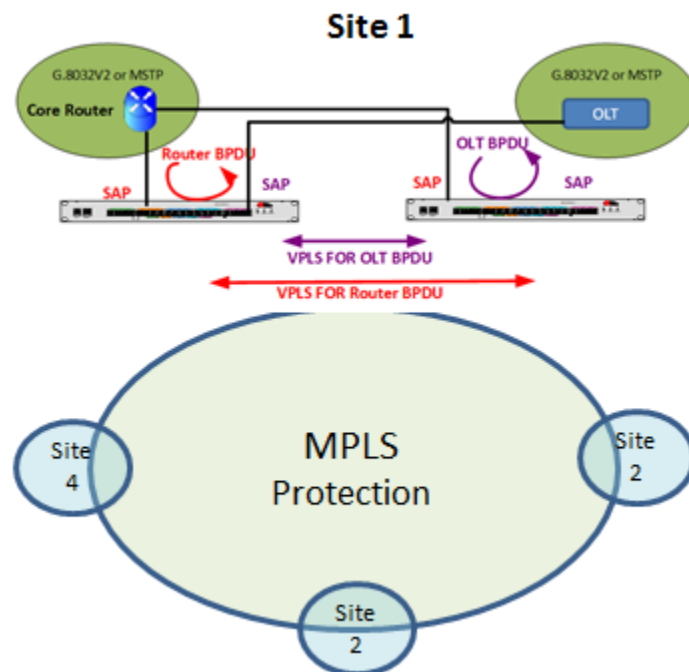 Site 1
G.8032V2 or MSTP
Core Router
G.8032V2 or MSTP
OLT
Router BPDU
OLT BPDU
SAP
SAP
SAP
SAP
VPLS FOR OLT BPDU
VPLS FOR Router BPDU
MPLS
Protection
Site
4
Site
2
Site
2